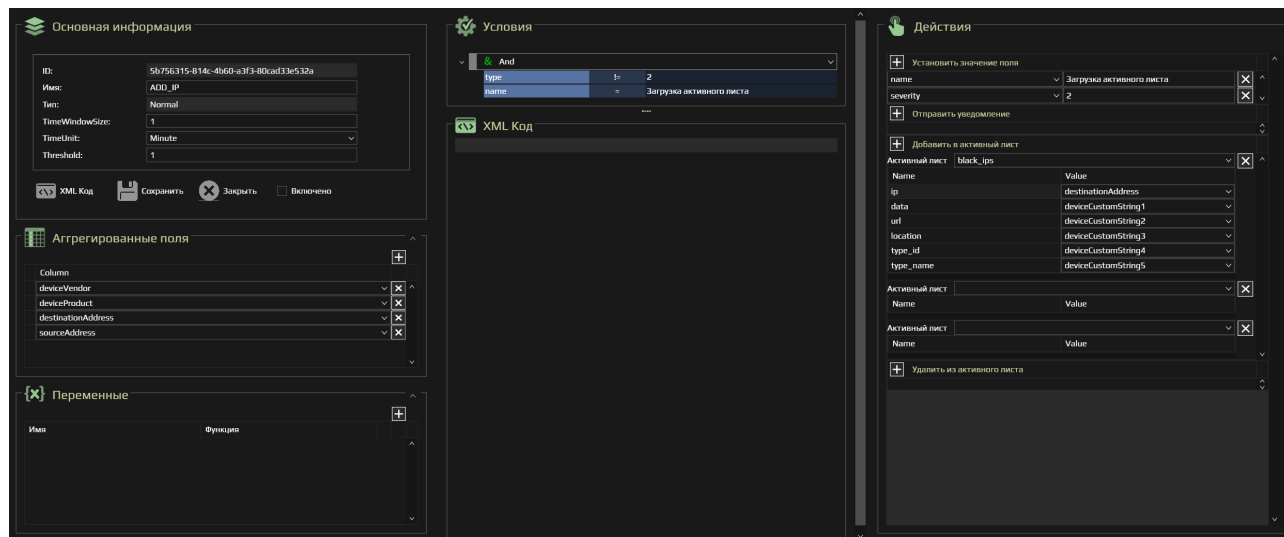 Основная информация
ID: 5b756315-814c-4b60-a3f3-80cad33e532a
Имя: ADD_IP
Тип: Normal
TimeWindowSize: 1
TimeUnit: Minute
Threshold: 1
XML Код Сохранить Закрыть Включено
Аггрегированные поля
Column
deviceVendor
deviceProduct
destinationAddress
sourceAddress
Переменные
Имя Функция
Условия
& And
type != 2
name = Загрузка активного листа
XML Код
Действия
Установить значение поля
name Загрузка активного листа
severity 2
Отправить уведомление
Добавить в активный лист
Активный лист black_ips
Name Value
ip destinationAddress
data deviceCustomString1
url deviceCustomString2
location deviceCustomString3
type_id deviceCustomString4
type_name deviceCustomString5
Активный лист
Name Value
Активный лист
Name Value
Удалить из активного листа